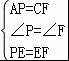 AP=CF
∠P=∠F
PE=EF